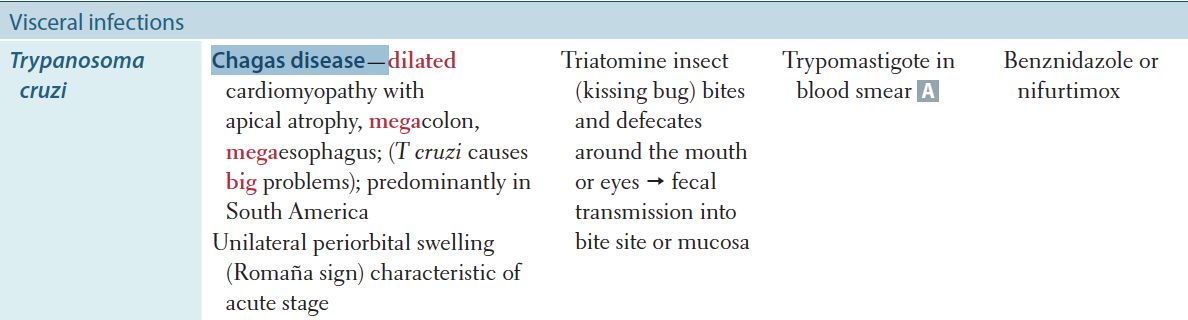 Visceral infections
Trypanosoma
cruzi
Chagas disease—dilated
cardiomyopathy with
apical atrophy, megacolon,
megaesophagus; (T cruzi causes
big problems); predominantly in
South America
Unilateral periorbital swelling
(Romaña sign) characteristic of
acute stage
Triatomine insect
(kissing bug) bites
and defecates
around the mouth
or eyes → fecal
transmission into
bite site or mucosa
Trypomastigote in
blood smear A
Benznidazole or
nifurtimox